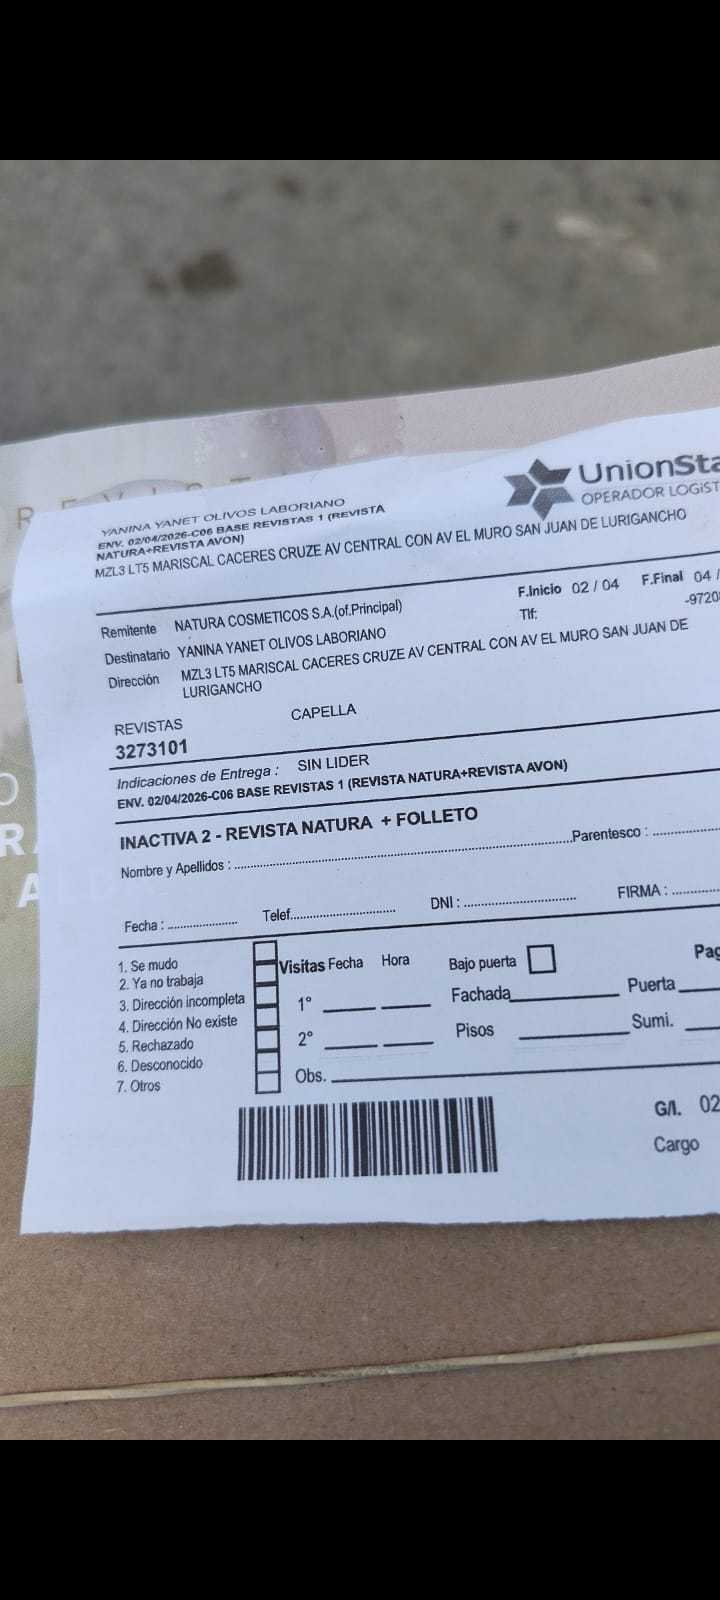 YANINA YANET OLIVOS LABORIANO
ENV. 02/04/2026-C06 BASE REVISTAS 1 (REVISTA
NATURA+REVISTA AVON)
MZL3 LT5 MARISCAL CACERES CRUZE AV CENTRAL CON AV EL MURO SAN JUAN DE LURIGANCHO
UnionSta
OPERADOR LOGíST
Remitente NATURA COSMETICOS S.A.(of.Principal)
F.Inicio 02 / 04 F.Final 04 /
Destinatario YANINA YANET OLIVOS LABORIANO
Tlf: -9720
Dirección MZL3 LT5 MARISCAL CACERES CRUZE AV CENTRAL CON AV EL MURO SAN JUAN DE
LURIGANCHO
REVISTAS CAPELLA
3273101
Indicaciones de Entrega : SIN LIDER
ENV. 02/04/2026-C06 BASE REVISTAS 1 (REVISTA NATURA+REVISTA AVON)
INACTIVA 2 - REVISTA NATURA + FOLLETO
Nombre y Apellidos : Parentesco :
Fecha : Telef. DNI : FIRMA :
1. Se mudo
2. Ya no trabaja
3. Dirección incompleta
4. Dirección No existe
5. Rechazado
6. Desconocido
7. Otros
Visitas Fecha Hora Bajo puerta Pag
1° Fachada Puerta
2° Pisos Sumi.
Obs.
G/l. 02
Cargo